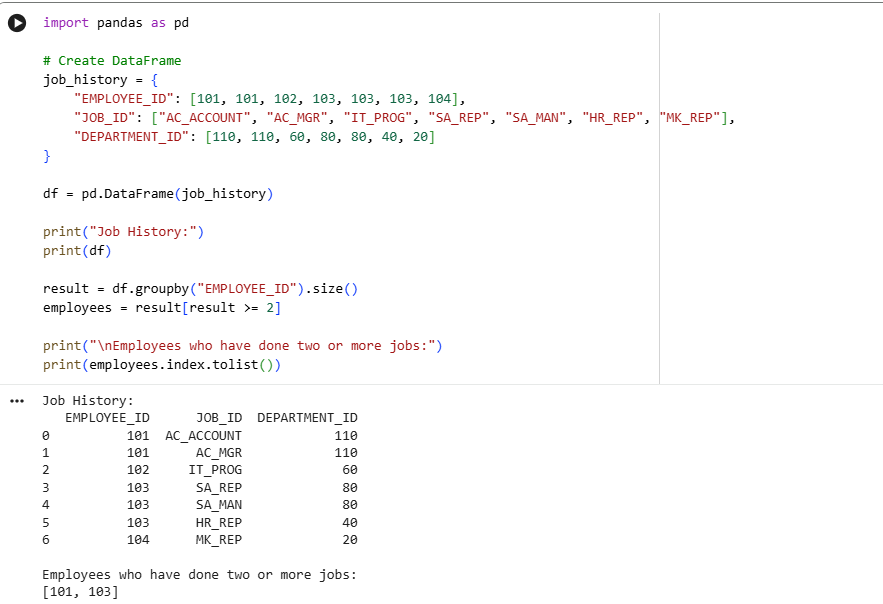 import pandas as pd
# Create DataFrame
job_history = {
    "EMPLOYEE_ID": [101, 101, 102, 103, 103, 103, 104],
    "JOB_ID": ["AC_ACCOUNT", "AC_MGR", "IT_PROG", "SA_REP", "SA_MAN", "HR_REP", "MK_REP"],
    "DEPARTMENT_ID": [110, 110, 60, 80, 80, 40, 20]
}
df = pd.DataFrame(job_history)
print("Job History:")
print(df)
result = df.groupby("EMPLOYEE_ID").size()
employees = result[result >= 2]
print("\nEmployees who have done two or more jobs:")
print(employees.index.tolist())
Job History:
   EMPLOYEE_ID      JOB_ID  DEPARTMENT_ID
0          101  AC_ACCOUNT            110
1          101      AC_MGR            110
2          102     IT_PROG             60
3          103      SA_REP             80
4          103      SA_MAN             80
5          103      HR_REP             40
6          104      MK_REP             20
Employees who have done two or more jobs:
[101, 103]